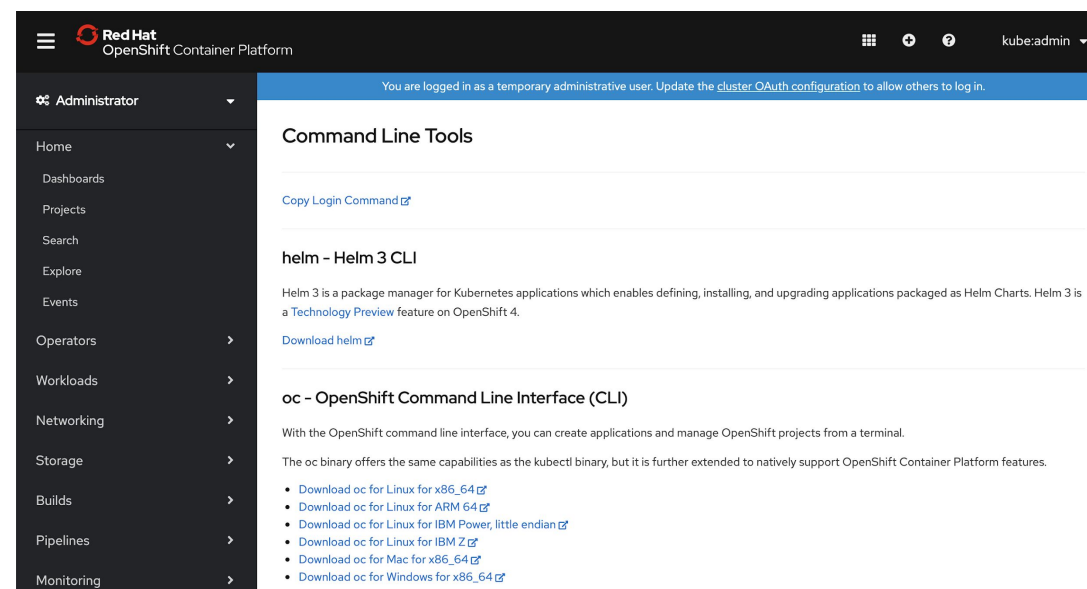 Red Hat
OpenShift Container Platform
kube:admin
You are logged in as a temporary administrative user. Update the cluster OAuth configuration to allow others to log in.
Administrator
Home
Dashboards
Projects
Search
Explore
Events
Operators
Workloads
Networking
Storage
Builds
Pipelines
Monitoring
Command Line Tools
Copy Login Command
helm - Helm 3 CLI
Helm 3 is a package manager for Kubernetes applications which enables defining, installing, and upgrading applications packaged as Helm Charts. Helm 3 is
a Technology Preview feature on OpenShift 4.
Download helm
oc - OpenShift Command Line Interface (CLI)
With the OpenShift command line interface, you can create applications and manage OpenShift projects from a terminal.
The oc binary offers the same capabilities as the kubectl binary, but it is further extended to natively support OpenShift Container Platform features.
• Download oc for Linux for x86_64
• Download oc for Linux for ARM 64
• Download oc for Linux for IBM Power, little endian
• Download oc for Linux for IBM Z
• Download oc for Mac for x86_64
• Download oc for Windows for x86_64